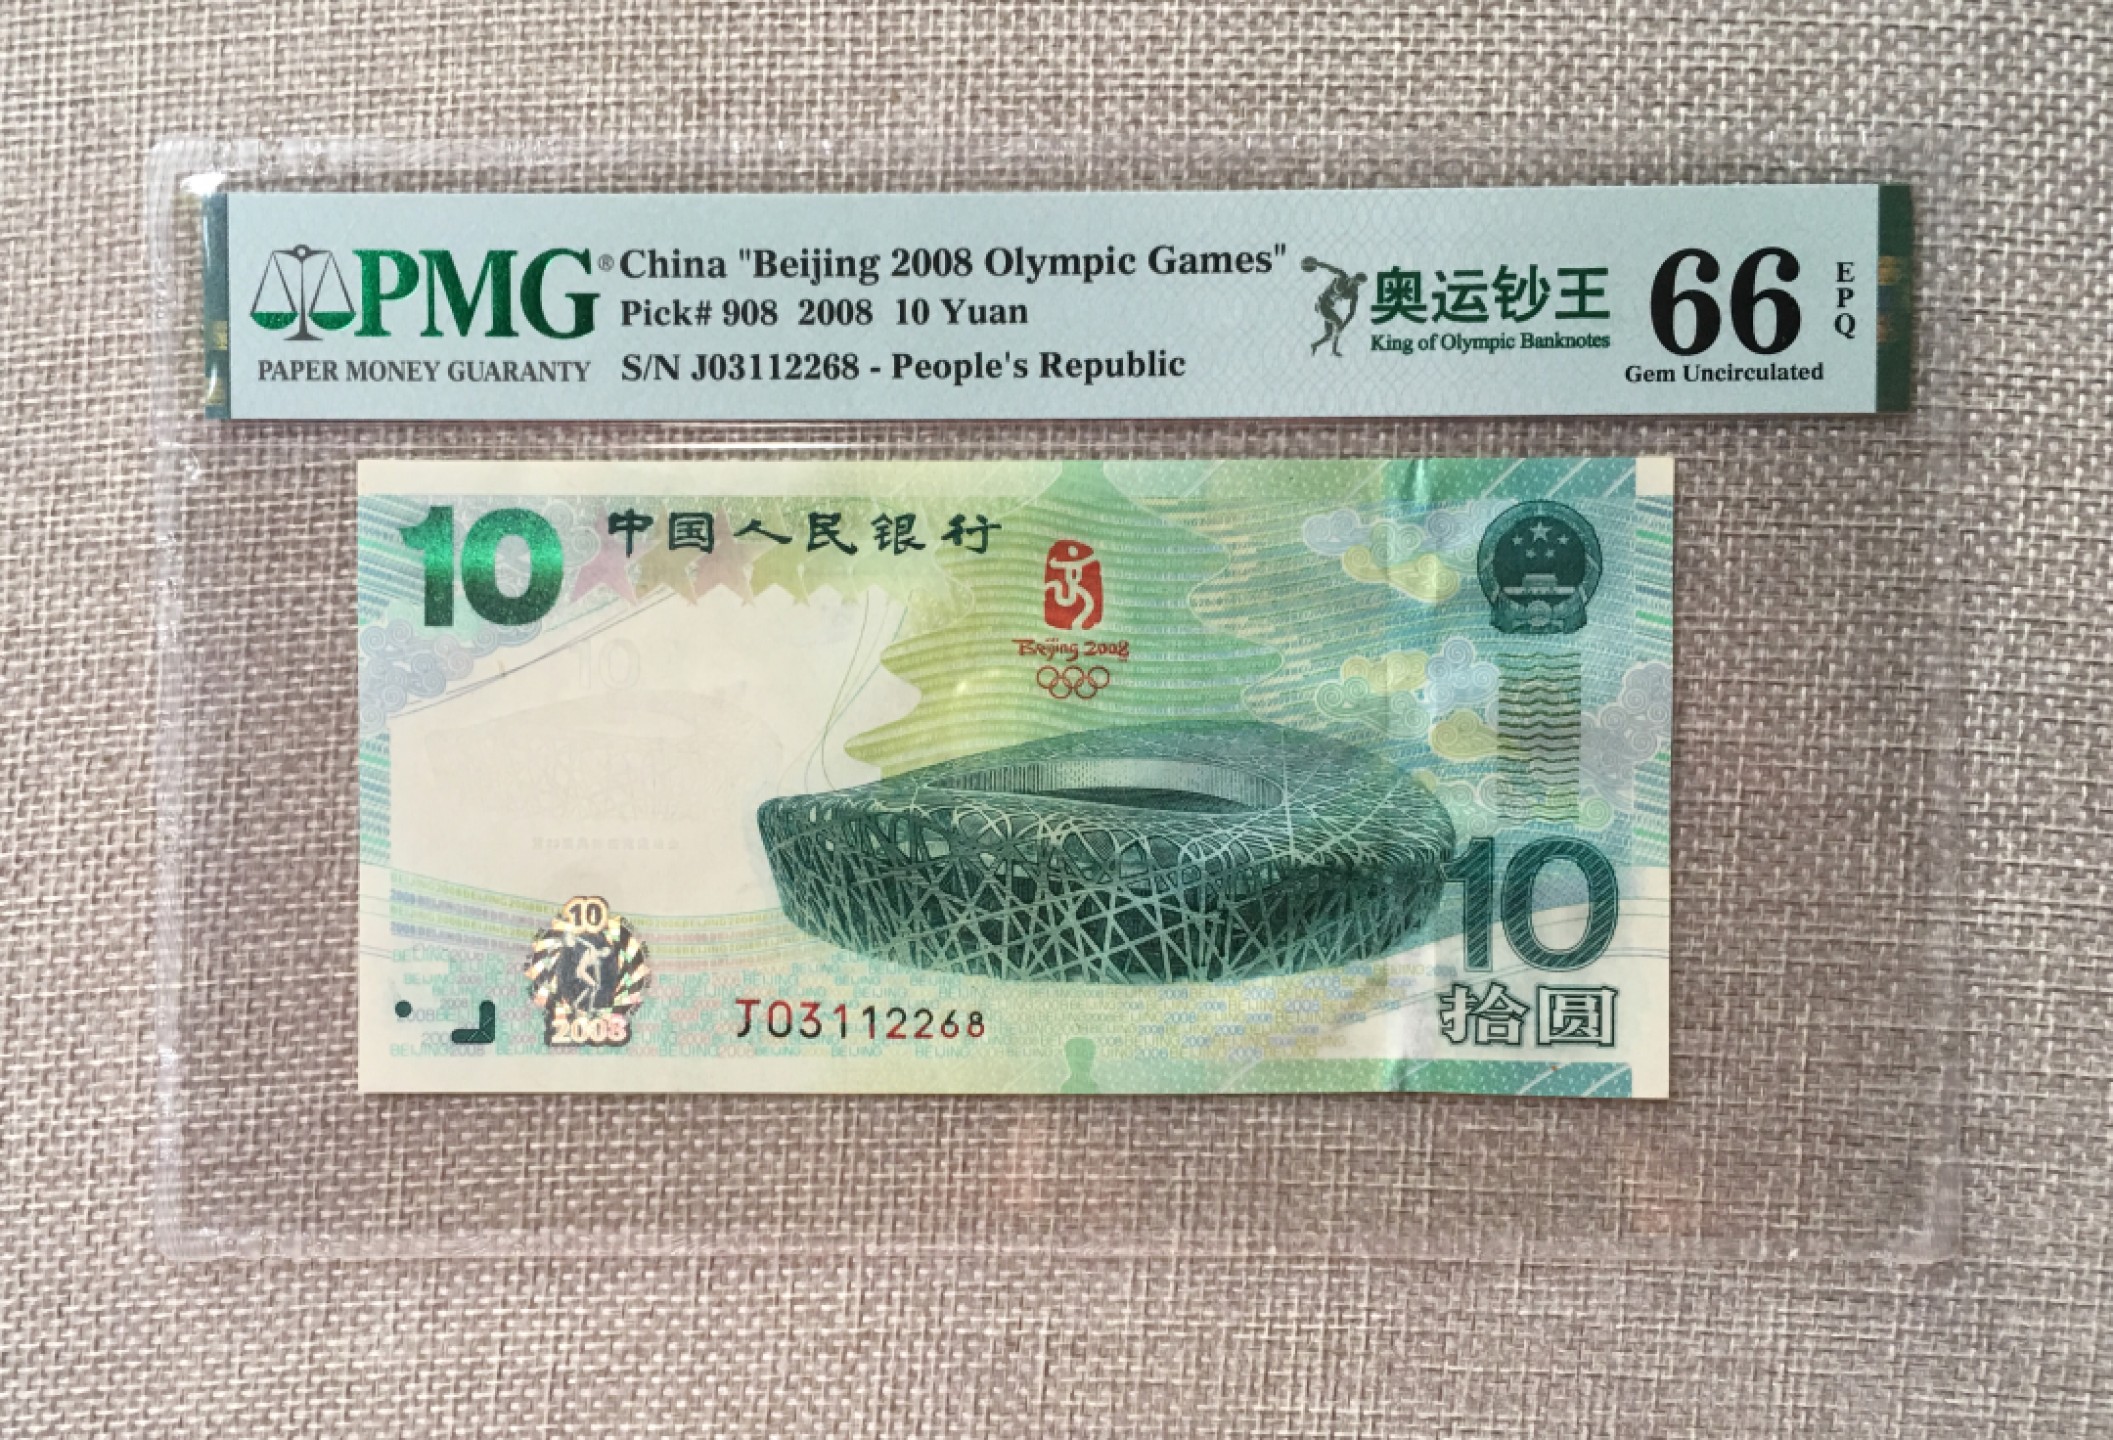 PMG®
PAPER MONEY GUARANTY
China "Beijing 2008 Olympic Games"
Pick# 908 2008 10 Yuan
S/N J03112268 - People's Republic
奥运钞王
King of Olympic Banknotes
66
Gem Uncirculated
EPQ
10
中国人民银行
Beijing 2008
10
10
2008
J03112268
10
拾圆